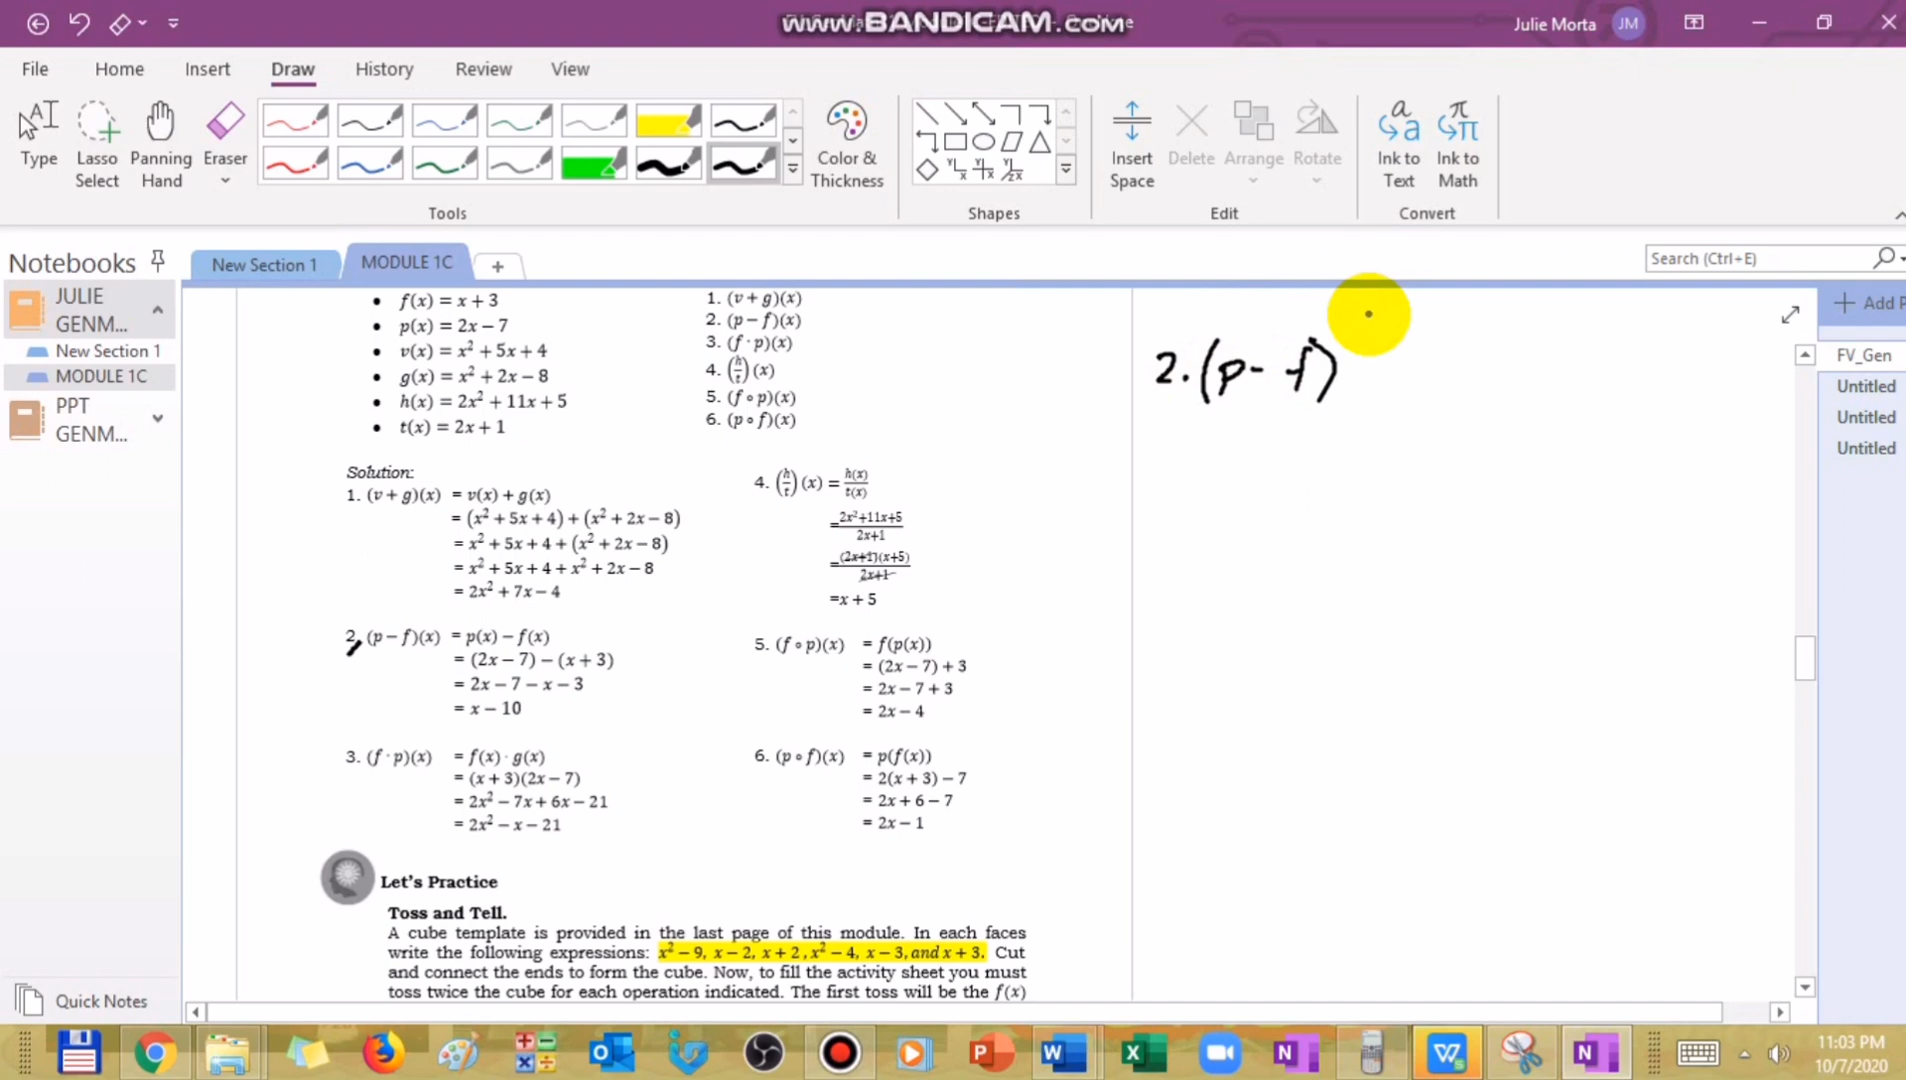 www.BANDICAM.com
Julie Morta JM
File Home Insert Draw History Review View
Type
Lasso Select
Panning Hand
Eraser
Color & Thickness
Insert Space
Delete
Arrange
Rotate
Ink to Text
Ink to Math
Tools
Shapes
Edit
Convert
Notebooks
New Section 1
MODULE 1C
Search (Ctrl+E)
JULIE GENM...
New Section 1
MODULE 1C
PPT GENM...
Quick Notes
Add P
FV_Gen
Untitled
Untitled
Untitled
• f(x) = x + 3
• p(x) = 2x − 7
• v(x) = x² + 5x + 4
• g(x) = x² + 2x − 8
• h(x) = 2x² + 11x + 5
• t(x) = 2x + 1
1. (v + g)(x)
2. (p − f)(x)
3. (f · p)(x)
4. (h/t)(x)
5. (f ∘ p)(x)
6. (p ∘ f)(x)
Solution:
1. (v + g)(x) = v(x) + g(x)
= (x² + 5x + 4) + (x² + 2x − 8)
= x² + 5x + 4 + (x² + 2x − 8)
= x² + 5x + 4 + x² + 2x − 8
= 2x² + 7x − 4
2. (p − f)(x) = p(x) − f(x)
= (2x − 7) − (x + 3)
= 2x − 7 − x − 3
= x − 10
3. (f · p)(x) = f(x) · g(x)
= (x + 3)(2x − 7)
= 2x² − 7x + 6x − 21
= 2x² − x − 21
4. (h/t)(x) = h(x)/t(x)
= 2x²+11x+5/2x+1
= (2x+1)(x+5)/2x+1
=x + 5
5. (f ∘ p)(x) = f(p(x))
= (2x − 7) + 3
= 2x − 7 + 3
= 2x − 4
6. (p ∘ f)(x) = p(f(x))
= 2(x + 3) − 7
= 2x + 6 − 7
= 2x − 1
2. (p - f)
Let's Practice
Toss and Tell.
A cube template is provided in the last page of this module. In each faces
write the following expressions: x² − 9, x − 2, x + 2 , x² − 4, x − 3, and x + 3. Cut
and connect the ends to form the cube. Now, to fill the activity sheet you must
toss twice the cube for each operation indicated. The first toss will be the f(x)
11:03 PM
10/7/2020